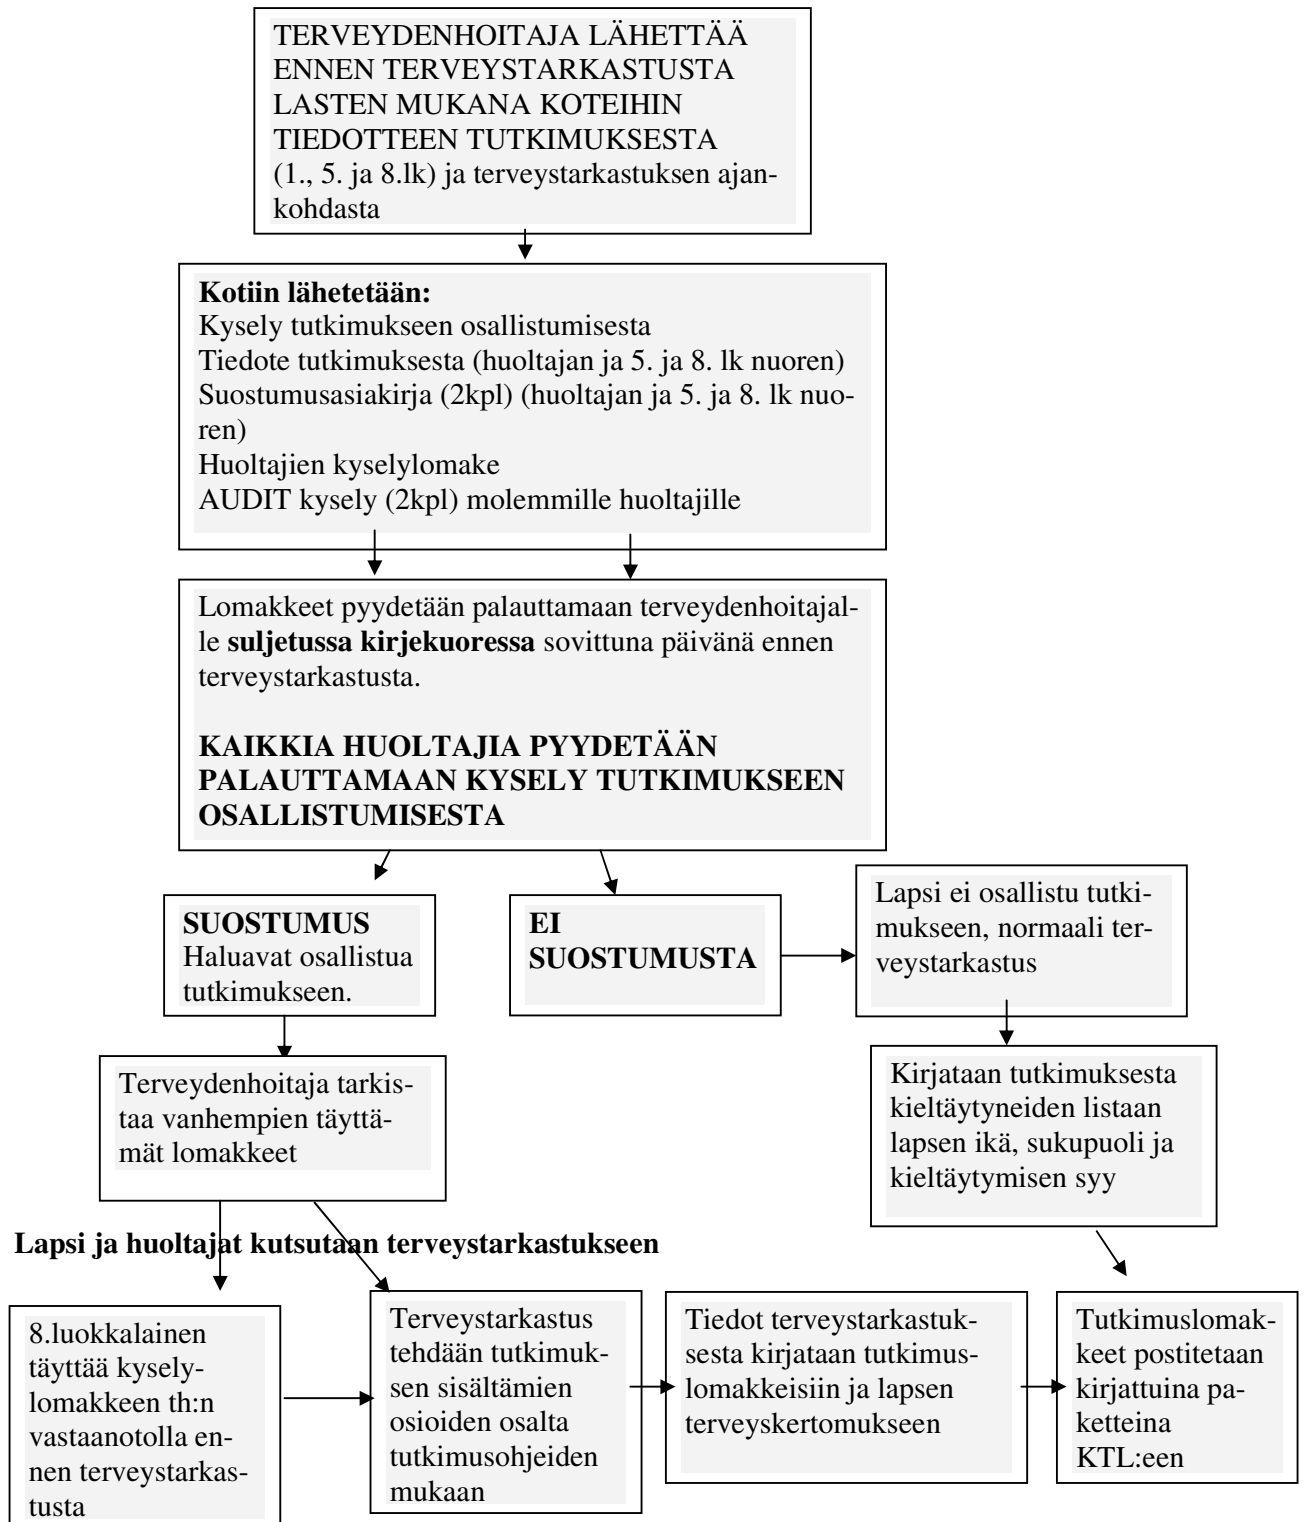 TERVEYDENHOITAJA LÄHETTÄÄ
ENNEN TERVEYSTARKASTUSTA
LASTEN MUKANA KOTEIHIN
TIEDOTTEEN TUTKIMUKSESTA
(1., 5. ja 8.lk) ja terveystarkastuksen ajan-
kohdasta
Kotiin lähetetään:
Kysely tutkimukseen osallistumisesta
Tiedote tutkimuksesta (huoltajan ja 5. ja 8. lk nuoren)
Suostumusasiakirja (2kpl) (huoltajan ja 5. ja 8. lk nuo-
ren)
Huoltajien kyselylomake
AUDIT kysely (2kpl) molemmille huoltajille
Lomakkeet pyydetään palauttamaan terveydenhoitajal-
le suljetussa kirjekuoressa sovittuna päivänä ennen
terveystarkastusta.
KAIKKIA HUOLTAJIA PYYDETÄÄN
PALAUTTAMAAN KYSELY TUTKIMUKSEEN
OSALLISTUMISESTA
SUOSTUMUS
Haluavat osallistua
tutkimukseen.
EI
SUOSTUMUSTA
Lapsi ei osallistu tutki-
mukseen, normaali ter-
veystarkastus
Terveydenhoitaja tarkis-
taa vanhempien täyttä-
mät lomakkeet
Kirjataan tutkimuksesta
kieltäytyneiden listaan
lapsen ikä, sukupuoli ja
kieltäytymisen syy
Lapsi ja huoltajat kutsutaan terveystarkastukseen
8.luokkalainen
täyttää kysely-
lomakkeen th:n
vastaanotolla en-
nen terveystarkas-
tusta
Terveystarkastus
tehdään tutkimuk-
sen sisältämien
osioiden osalta
tutkimusohjeiden
mukaan
Tiedot terveystarkastuk-
sesta kirjataan tutkimus-
lomakkeisiin ja lapsen
terveyskertomukseen
Tutkimuslomak-
keet postitetaan
kirjattuina pa-
ketteina
KTL:een